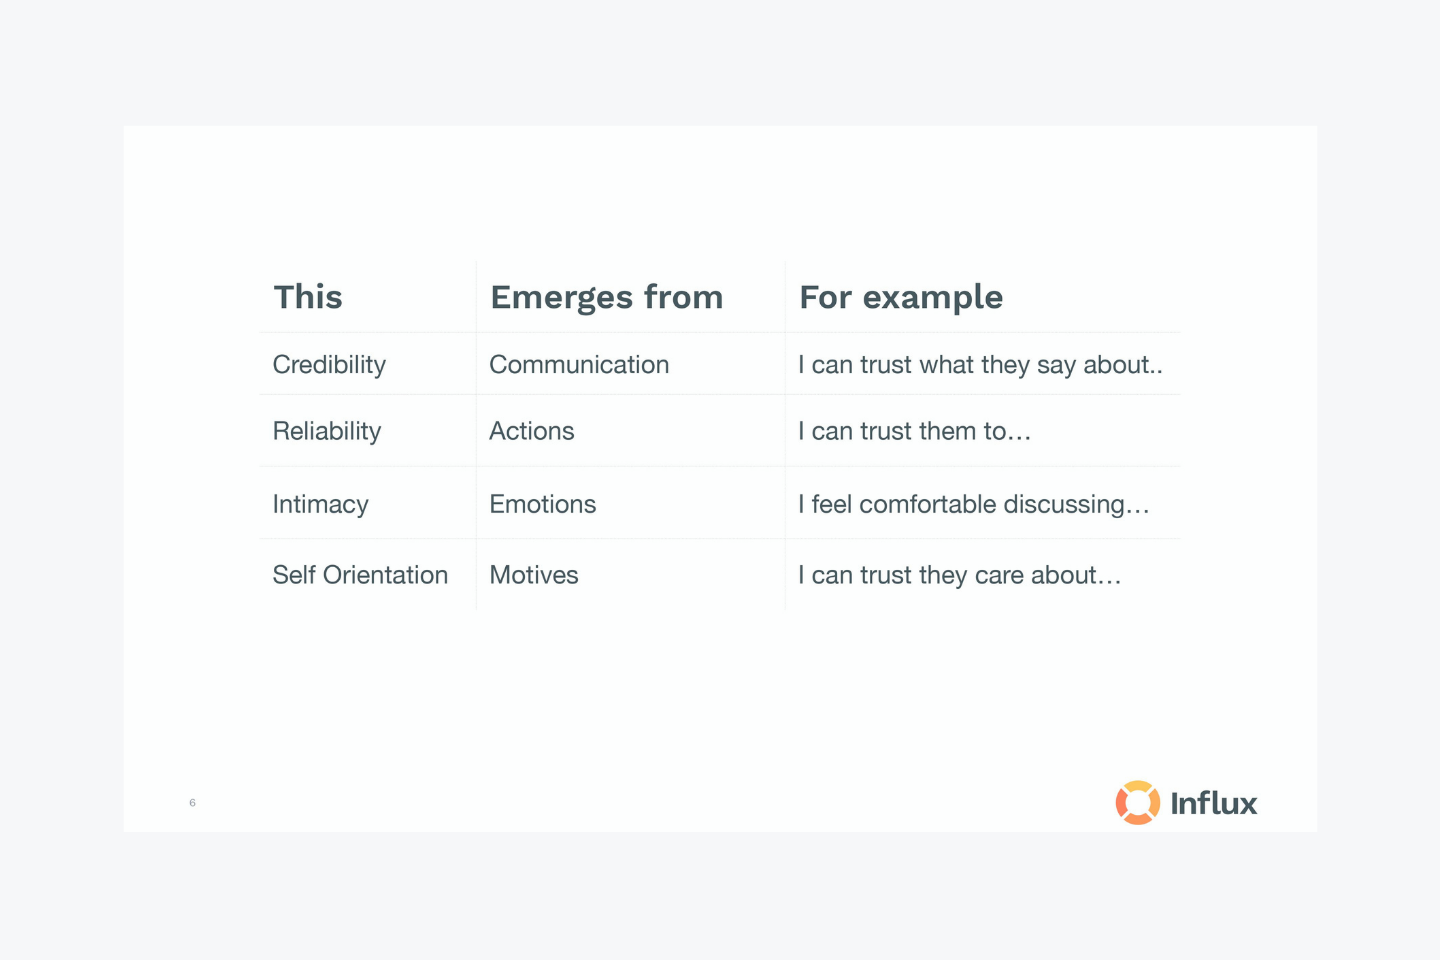 This Emerges from For example
Credibility Communication I can trust what they say about..
Reliability Actions I can trust them to…
Intimacy Emotions I feel comfortable discussing…
Self Orientation Motives I can trust they care about…
6 Influx